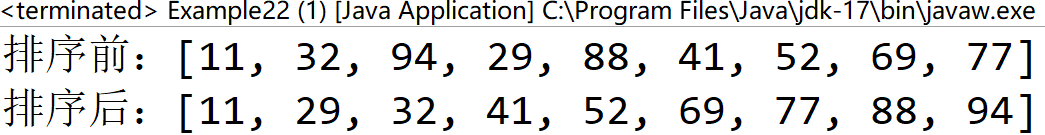 <terminated> Example22 (1) [Java Application] C:\Program Files\Java\jdk-17\bin\javaw.exe
排序前：[11, 32, 94, 29, 88, 41, 52, 69, 77]
排序后：[11, 29, 32, 41, 52, 69, 77, 88, 94]